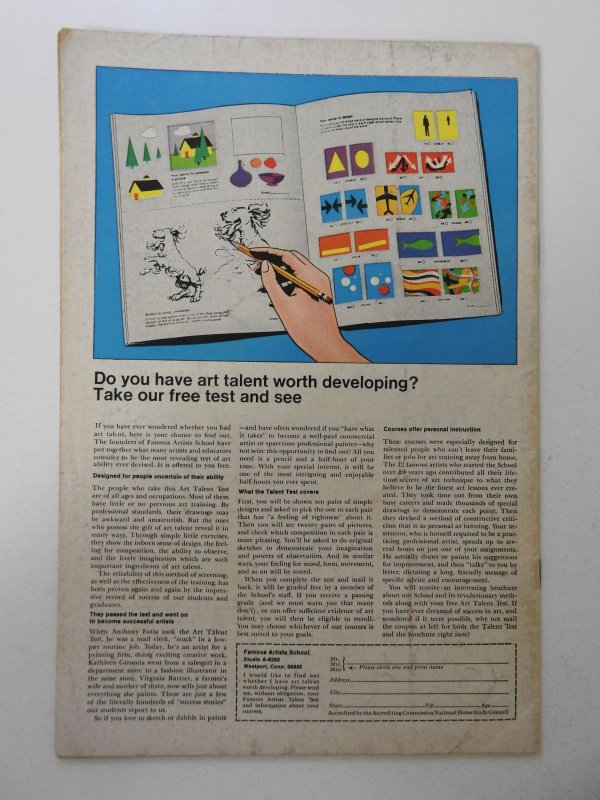 Do you have art talent worth developing?
Take our free test and see
If you have ever wondered whether you had
art talent, here is your chance to find out.
The founders of Famous Artists School have
put together what many artists and educators
consider to be the most revealing test of art
ability ever devised. It is offered to you free.
Designed for people uncertain of their ability
The people who take this Art Talent Test
are of all ages and occupations. Most of them
have little or no previous art training. By
professional standards, their drawings may
be awkward and amateurish. But the ones
who possess the gift of art talent reveal it in
many ways. Through simple little exercises,
they show the inborn sense of design, the feel-
ing for composition, the ability to observe,
and the lively imagination which are such
important ingredients of art talent.
The reliability of this method of screening,
as well as the effectiveness of the training, has
been proven again and again by the impres-
sive record of success of our students and
graduates.
They passed the test and went on
to become successful artists
When Anthony Fotia took the Art Talent
Test, he was a mail clerk, "stuck" in a low-
pay routine job. Today, he's an artist for a
printing firm, doing exciting creative work.
Kathleen Gironda went from a salesgirl in a
department store to a fashion illustrator in
the same store. Virginia Bartter, a farmer's
wife and mother of three, now sells just about
everything she paints. These are just a few
of the literally hundreds of "success stories"
our students report to us.
So if you love to sketch or dabble in paints
—and have often wondered if you "have what
it takes" to become a well-paid commercial
artist or sparetime professional painter—why
not seize this opportunity to find out? All you
need is a pencil and a half-hour of your
time. With your special interest, it will be
one of the most intriguing and enjoyable
half-hours you ever spent.
What the Talent Test covers
First, you will be shown ten pairs of simple
designs and asked to pick the one in each pair
that has "a feeling of rightness" about it.
Then you will see twenty pairs of pictures,
and check which composition in each pair is
more pleasing. You'll be asked to do original
sketches to demonstrate your imagination
and powers of observation. And in similar
ways, your feeling for mood, form, movement,
and so on will be tested.
When you complete the test and mail it
back, it will be graded free by a member of
the School's staff. If you receive a passing
grade (and we must warn you that many
don't), or can offer sufficient evidence of art
talent, you will then be eligible to enroll.
You may choose whichever of our courses is
best suited to your goals.
Courses offer personal instruction
These courses were especially designed for
talented people who can't leave their fami-
lies or jobs for art training away from home.
The 12 famous artists who started the School
over 19 years ago contributed all their life-
time secrets of art technique to what they
believe to be the finest art lessons ever cre-
ated. They took time out from their own
busy careers and made thousands of special
drawings to demonstrate each point. Then
they devised a method of constructive criti-
cism that is as personal as tutoring. Your in-
structor, who is himself required to be a prac-
ticing professional artist, spends up to sev-
eral hours on just one of your assignments.
He actually draws or paints his suggestions
for improvement, and then "talks" to you by
letter, dictating a long, friendly message of
specific advice and encouragement.
You will receive an interesting brochure
about our School and its revolutionary meth-
ods along with your free Art Talent Test. If
you have ever dreamed of success in art, and
wondered if it were possible, why not mail
the coupon at left for both the Talent Test
and the brochure right now?
Famous Artists School
Studio A-6260
Westport, Conn. 06880
I would like to find out
whether I have art talent
worth developing. Please send
me, without obligation, your
Famous Artists Talent Test
and information about your
courses.
Mr.
Mrs.
Miss
Please circle one and print name
Address
City
State Zip Age
Accredited by the Accrediting Commission National Home Study Council